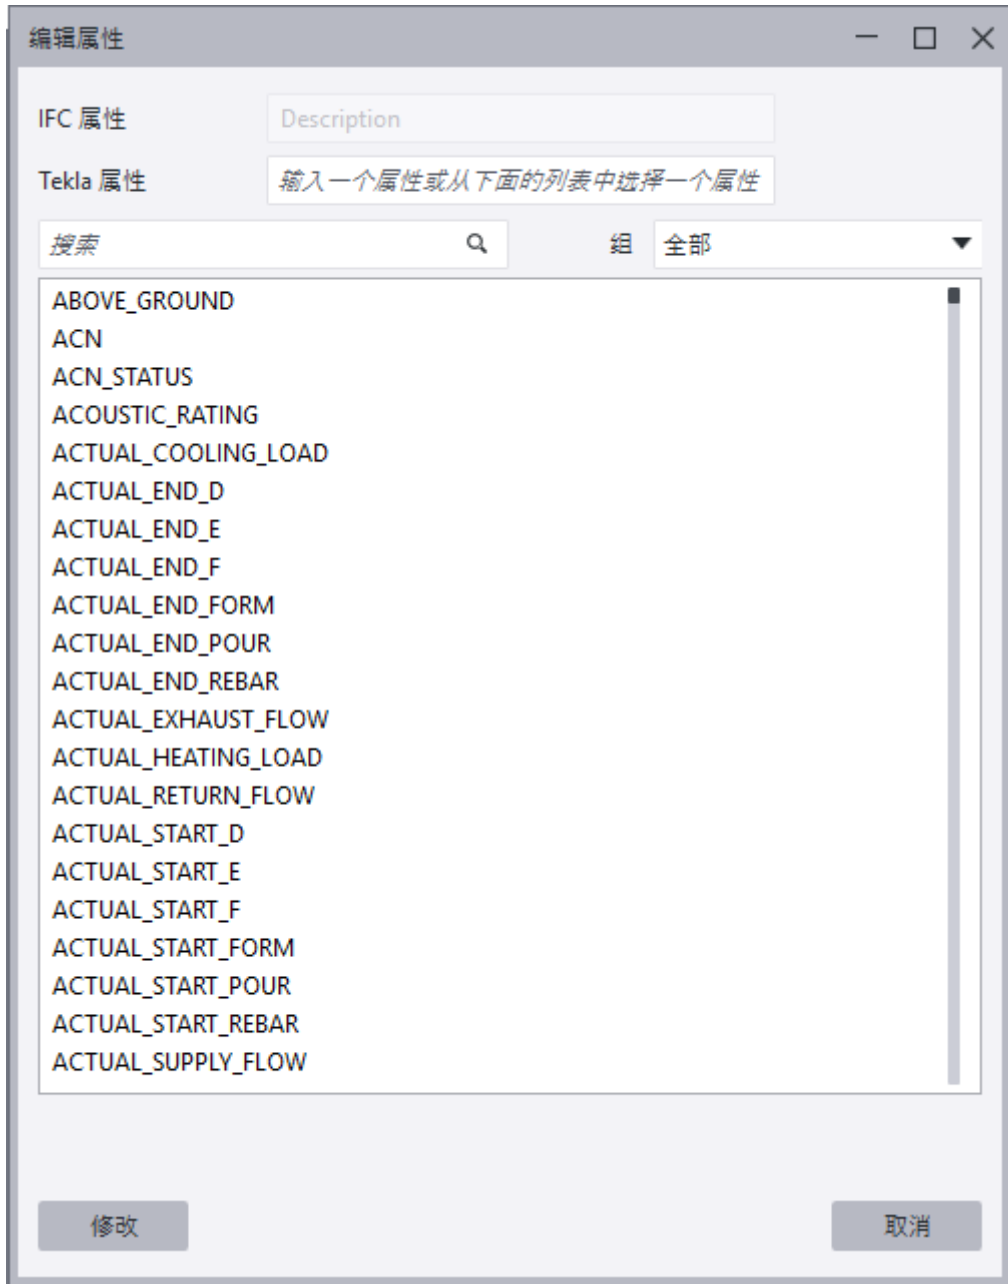 编辑属性
IFC 属性 Description
Tekla 属性 输入一个属性或从下面的列表中选择一个属性
搜索 组 全部
ABOVE_GROUND
ACN
ACN_STATUS
ACOUSTIC_RATING
ACTUAL_COOLING_LOAD
ACTUAL_END_D
ACTUAL_END_E
ACTUAL_END_F
ACTUAL_END_FORM
ACTUAL_END_POUR
ACTUAL_END_REBAR
ACTUAL_EXHAUST_FLOW
ACTUAL_HEATING_LOAD
ACTUAL_RETURN_FLOW
ACTUAL_START_D
ACTUAL_START_E
ACTUAL_START_F
ACTUAL_START_FORM
ACTUAL_START_POUR
ACTUAL_START_REBAR
ACTUAL_SUPPLY_FLOW
修改 取消